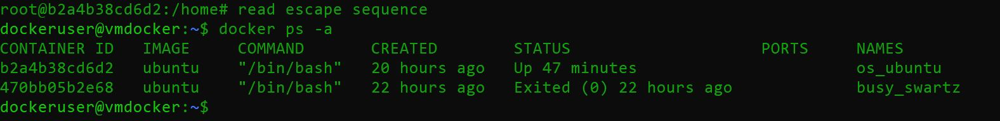 root@b2a4b38cd6d2:/home# read escape sequence
dockeruser@vmdocker:~$ docker ps -a
CONTAINER ID   IMAGE     COMMAND       CREATED        STATUS                    PORTS     NAMES
b2a4b38cd6d2   ubuntu    "/bin/bash"   20 hours ago   Up 47 minutes                       os_ubuntu
470bb05b2e68   ubuntu    "/bin/bash"   22 hours ago   Exited (0) 22 hours ago             busy_swartz
dockeruser@vmdocker:~$